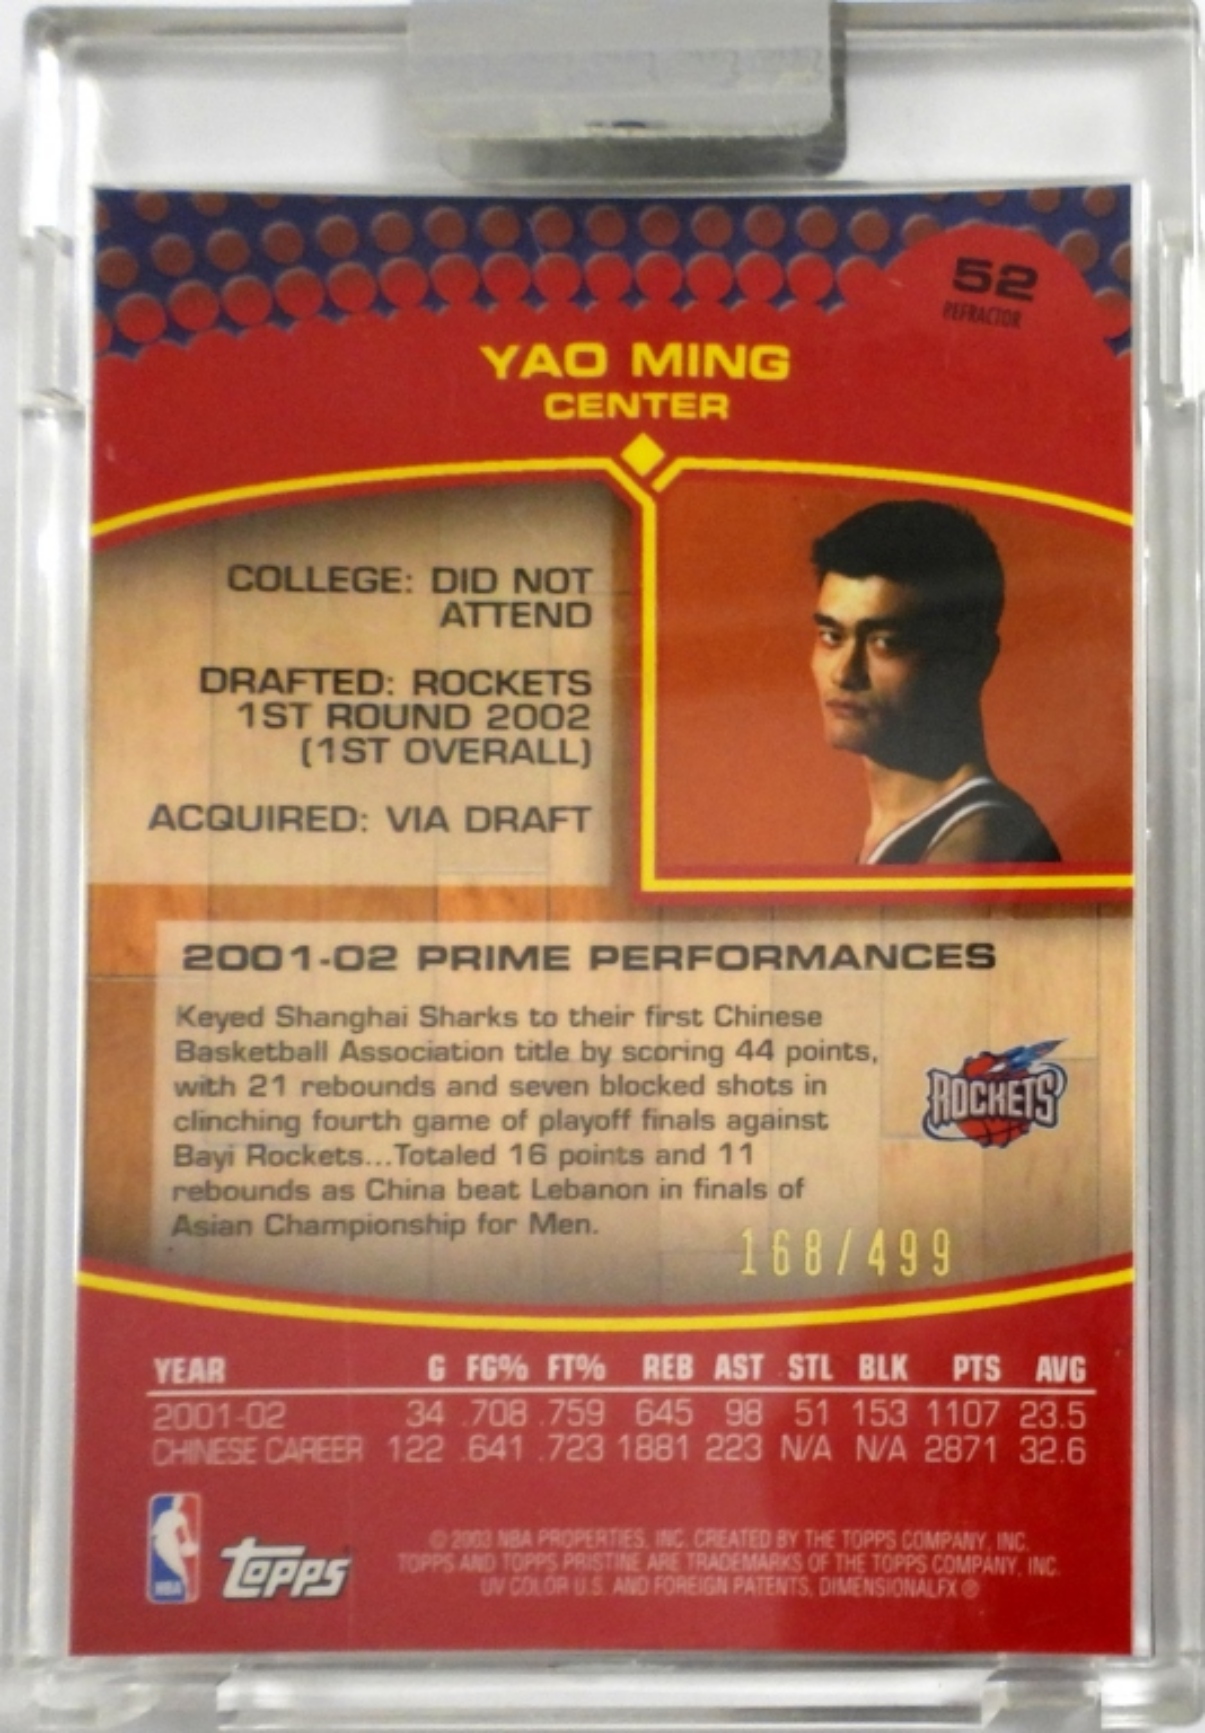 52
REFRACTOR
YAO MING
CENTER
COLLEGE: DID NOT
ATTEND
DRAFTED: ROCKETS
1ST ROUND 2002
(1ST OVERALL)
ACQUIRED: VIA DRAFT
2001-02 PRIME PERFORMANCES
Keyed Shanghai Sharks to their first Chinese
Basketball Association title by scoring 44 points,
with 21 rebounds and seven blocked shots in
clinching fourth game of playoff finals against
Bayi Rockets...Totaled 16 points and 11
rebounds as China beat Lebanon in finals of
Asian Championship for Men.
ROCKETS
168/499
YEAR G FG% FT% REB AST STL BLK PTS AVG
2001-02 34 .708 .759 645 98 51 153 1107 23.5
CHINESE CAREER 122 .641 .723 1881 223 N/A N/A 2871 32.6
NBA
TOPPS
© 2003 NBA PROPERTIES, INC. CREATED BY THE TOPPS COMPANY, INC.
TOPPS AND TOPPS PRISTINE ARE TRADEMARKS OF THE TOPPS COMPANY, INC.
UV COLOR U.S. AND FOREIGN PATENTS, DIMENSIONALFX ®